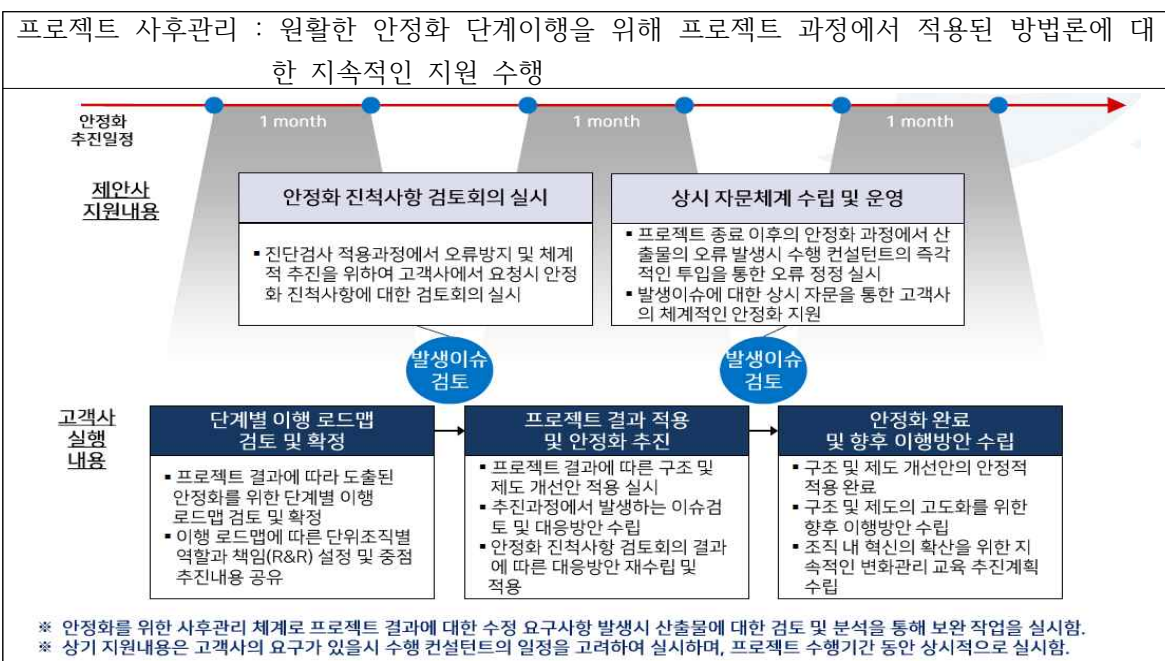 프로젝트 사후관리 : 원활한 안정화 단계이행을 위해 프로젝트 과정에서 적용된 방법론에 대
한 지속적인 지원 수행
안정화
추진일정
1 month
1 month
1 month
제안사
지원내용
안정화 진척사항 검토회의 실시
▪ 진단검사 적용과정에서 오류방지 및 체계
적 추진을 위하여 고객사에서 요청시 안정
화 진척사항에 대한 검토회의 실시
상시 자문체계 수립 및 운영
▪ 프로젝트 종료 이후의 안정화 과정에서 산
출물의 오류 발생시 수행 컨설턴트의 즉각
적인 투입을 통한 오류 정정 실시
▪ 발생이슈에 대한 상시 자문을 통한 고객사
의 체계적인 안정화 지원
발생이슈
검토
발생이슈
검토
고객사
실행
내용
단계별 이행 로드맵
검토 및 확정
▪ 프로젝트 결과에 따라 도출된
안정화를 위한 단계별 이행
로드맵 검토 및 확정
▪ 이행 로드맵에 따른 단위조직별
역할과 책임(R&R) 설정 및 중점
추진내용 공유
프로젝트 결과 적용
및 안정화 추진
▪ 프로젝트 결과에 따른 구조 및
제도 개선안 적용 실시
▪ 추진과정에서 발생하는 이슈검
토 및 대응방안 수립
▪ 안정화 진척사항 검토회의 결과
에 따른 대응방안 재수립 및
적용
안정화 완료
및 향후 이행방안 수립
▪ 구조 및 제도 개선안의 안정적
적용 완료
▪ 구조 및 제도의 고도화를 위한
향후 이행방안 수립
▪ 조직 내 혁신의 확산을 위한 지
속적인 변화관리 교육 추진계획
수립
※ 안정화를 위한 사후관리 체계로 프로젝트 결과에 대한 수정 요구사항 발생시 산출물에 대한 검토 및 분석을 통해 보완 작업을 실시함.
※ 상기 지원내용은 고객사의 요구가 있을시 수행 컨설턴트의 일정을 고려하여 실시하며, 프로젝트 수행기간 동안 상시적으로 실시함.